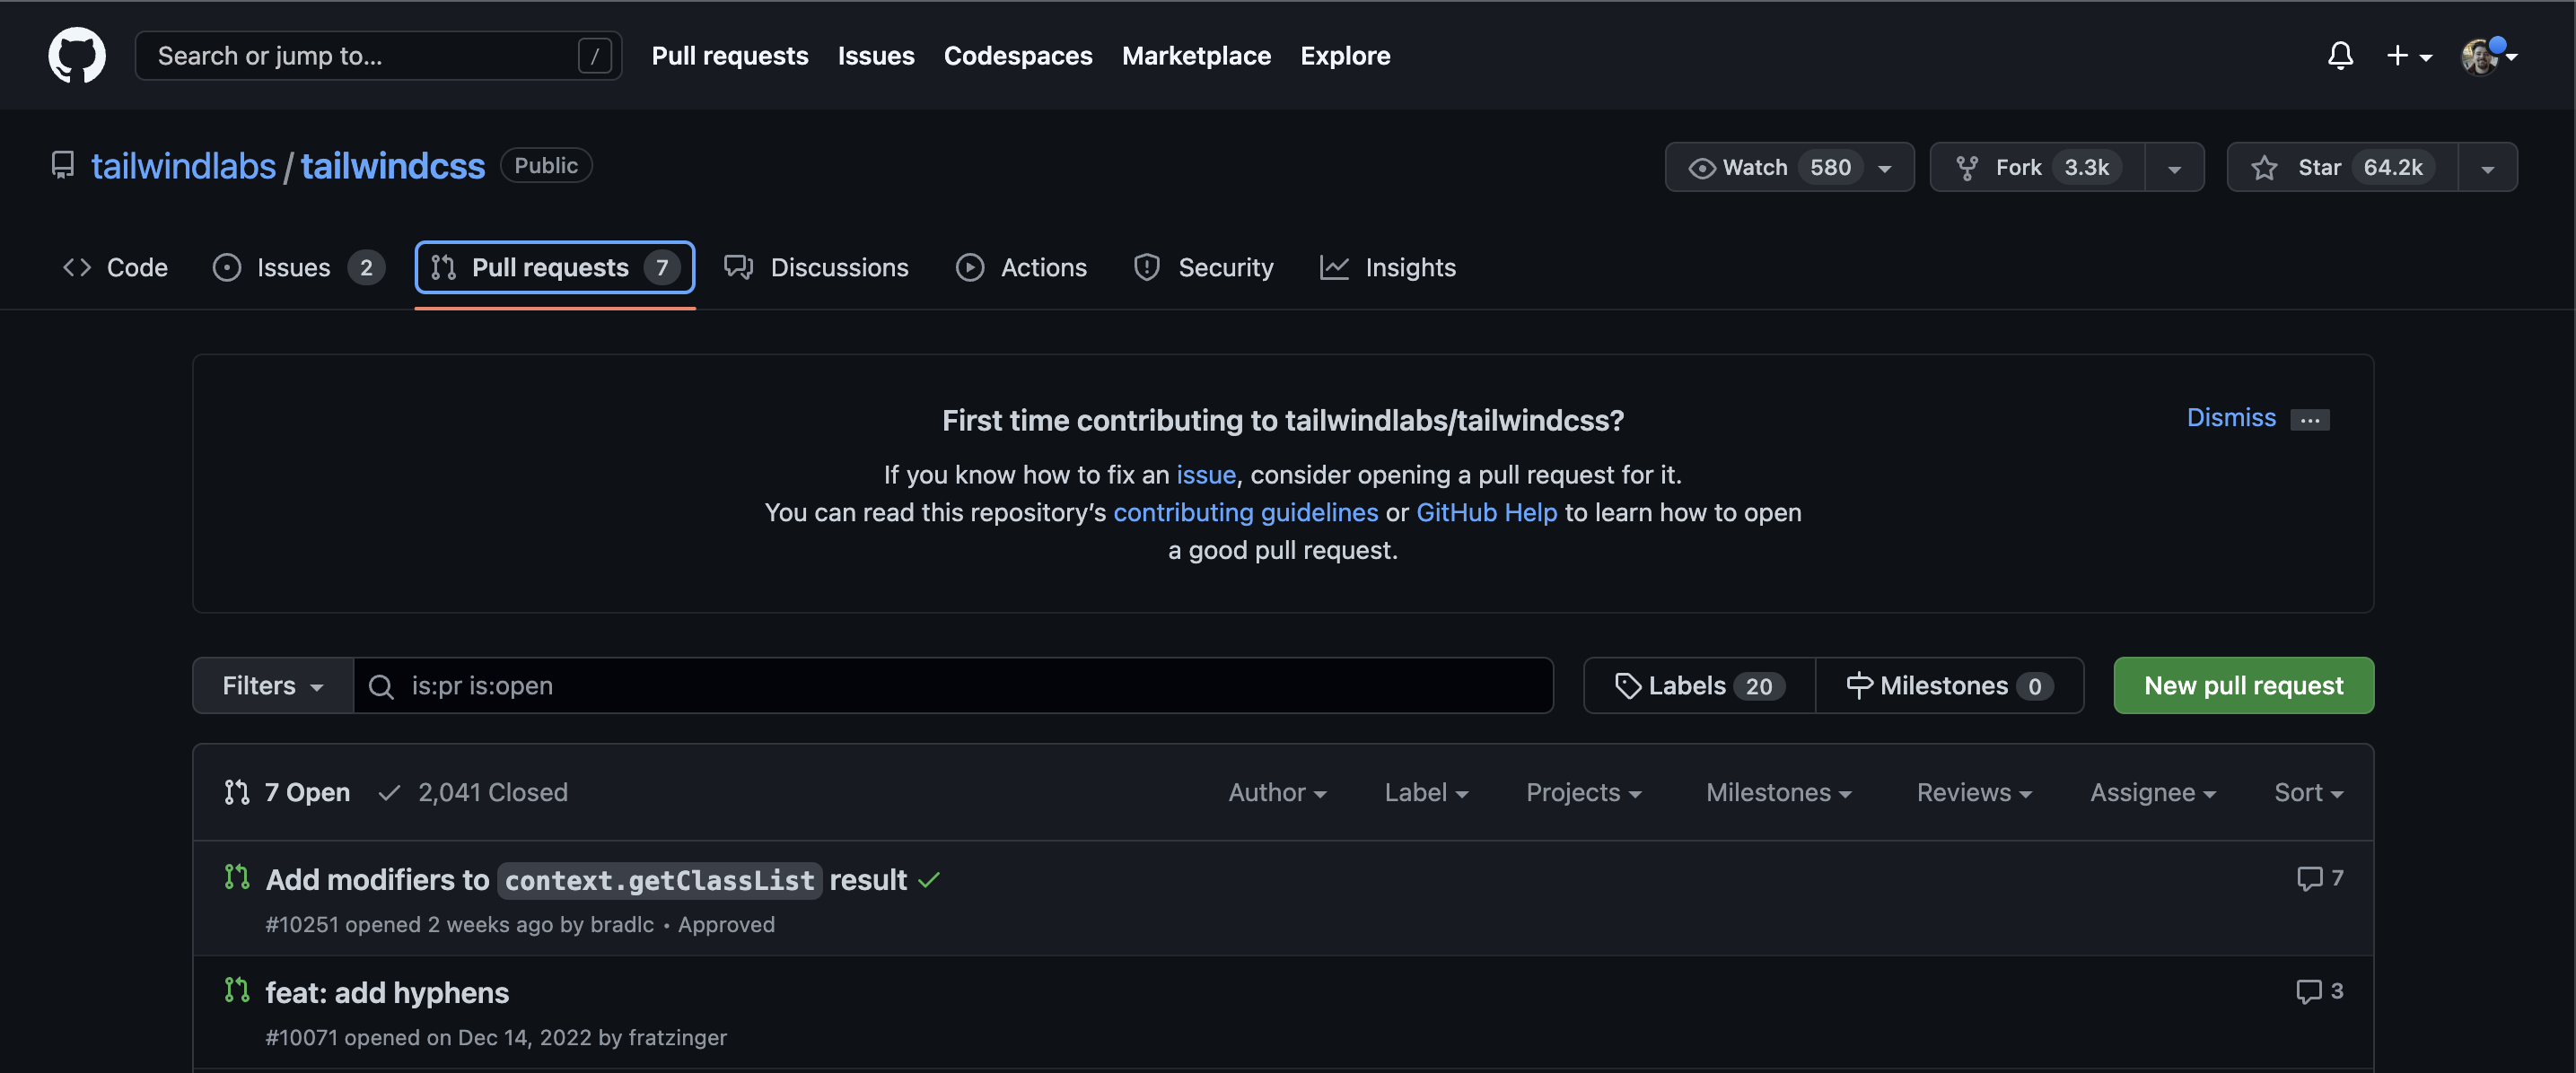 Search or jump to... / Pull requests Issues Codespaces Marketplace Explore
tailwindlabs / tailwindcss Public Watch 580 Fork 3.3k Star 64.2k
Code Issues 2 Pull requests 7 Discussions Actions Security Insights
First time contributing to tailwindlabs/tailwindcss? Dismiss ...
If you know how to fix an issue, consider opening a pull request for it.
You can read this repository’s contributing guidelines or GitHub Help to learn how to open
a good pull request.
Filters is:pr is:open Labels 20 Milestones 0 New pull request
7 Open 2,041 Closed Author Label Projects Milestones Reviews Assignee Sort
Add modifiers to context.getClassList result 7
#10251 opened 2 weeks ago by bradlc • Approved
feat: add hyphens 3
#10071 opened on Dec 14, 2022 by fratzinger